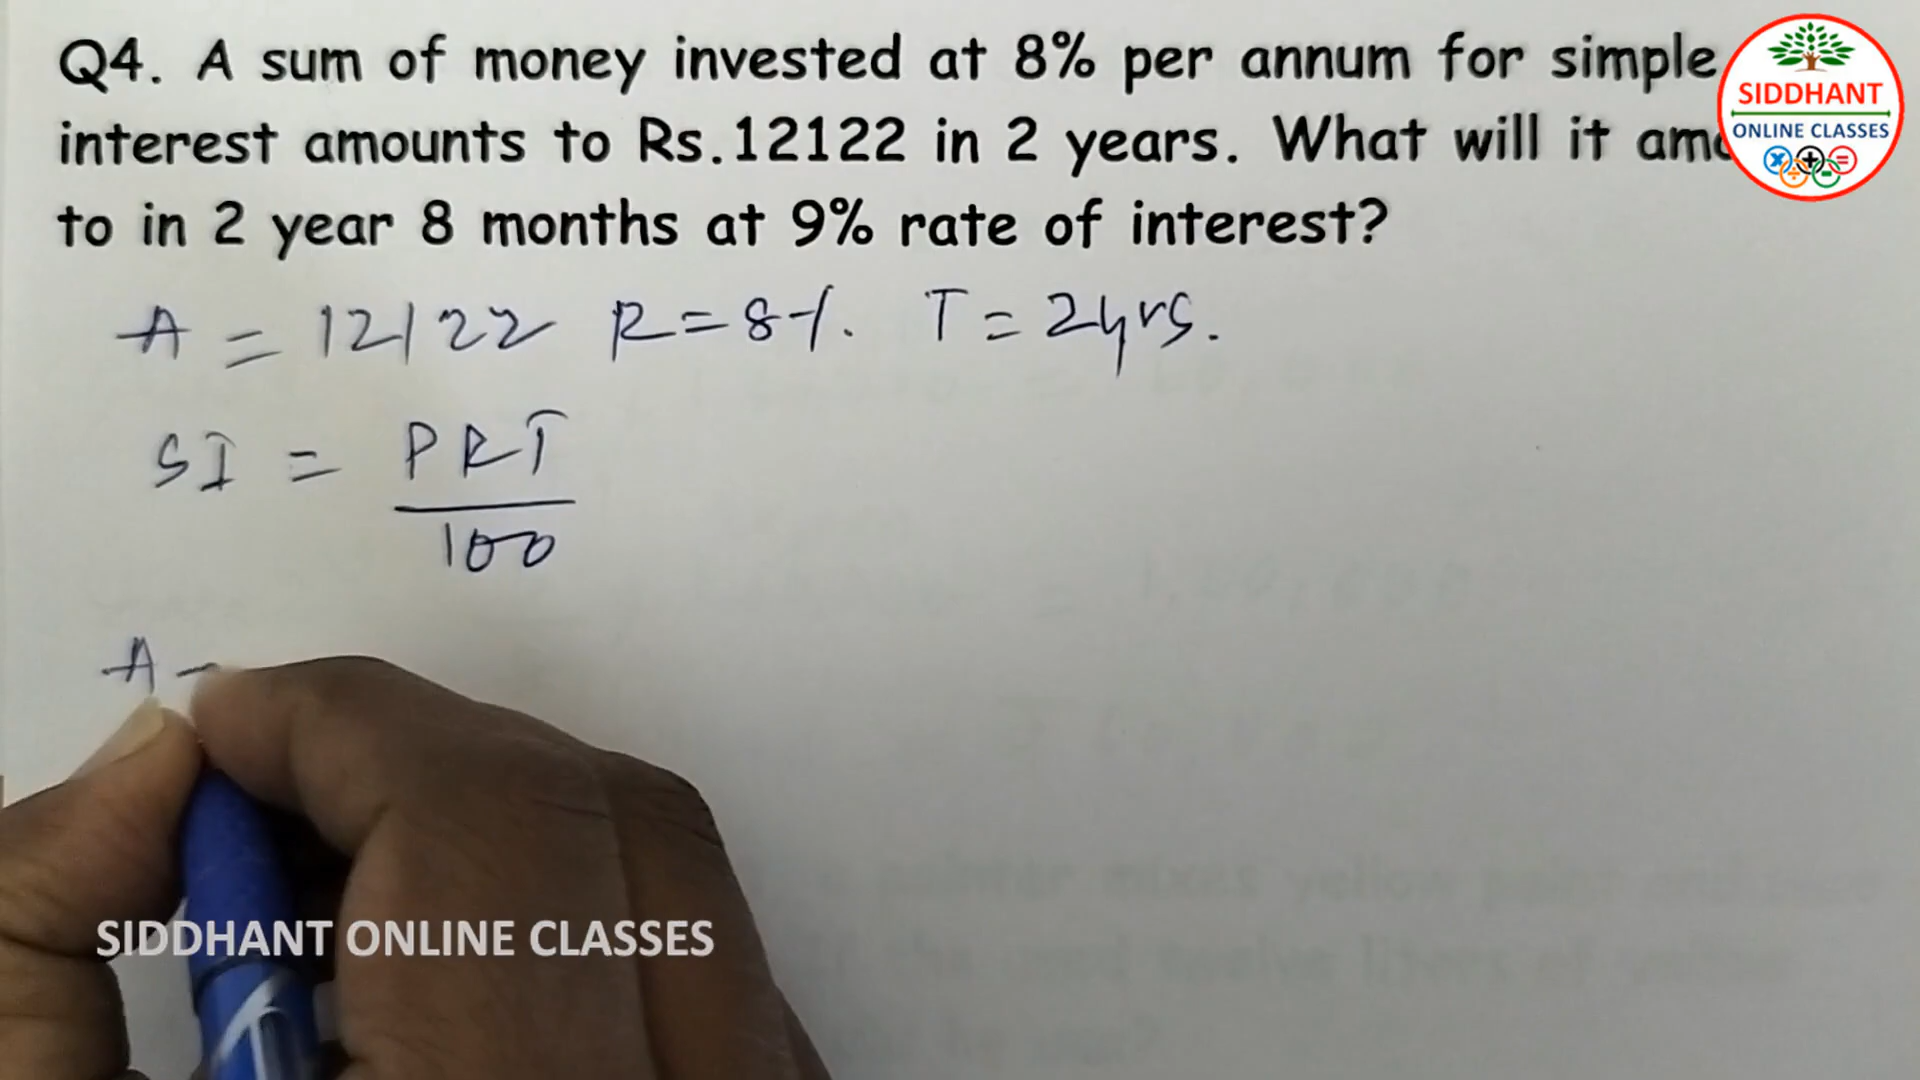 Q4. A sum of money invested at 8% per annum for simple
interest amounts to Rs.12122 in 2 years. What will it
to in 2 year 8 months at 9% rate of interest?
SIDDHANT
ONLINE CLASSES
A = 12122 R = 8%. T = 2yrs.
SI = PRT
100
A -
SIDDHANT ONLINE CLASSES